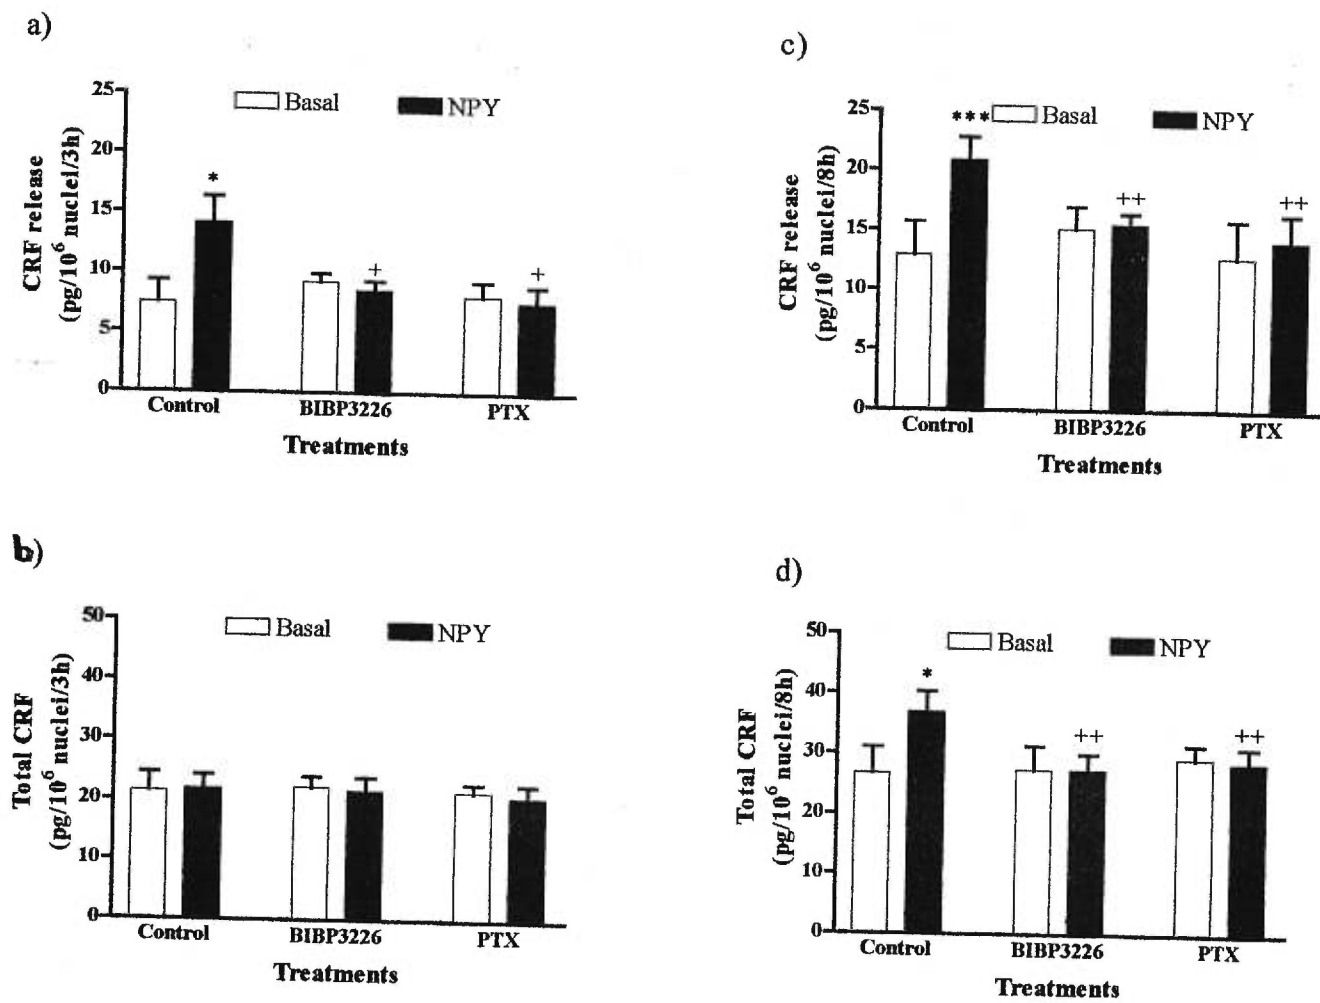 a)
Basal NPY
25
20
15
10
5
0
CRF release
(pg/10⁶ nuclei/3h)
*
+
+
Control BIBP3226 PTX
Treatments
c)
Basal NPY
25
20
15
10
5
0
CRF release
(pg/10⁶ nuclei/8h)
***
++
++
Control BIBP3226 PTX
Treatments
b)
Basal NPY
50
40
30
20
10
0
Total CRF
(pg/10⁶ nuclei/3h)
Control BIBP3226 PTX
Treatments
d)
Basal NPY
50
40
30
20
10
0
Total CRF
(pg/10⁶ nuclei/8h)
*
++
++
Control BIBP3226 PTX
Treatments